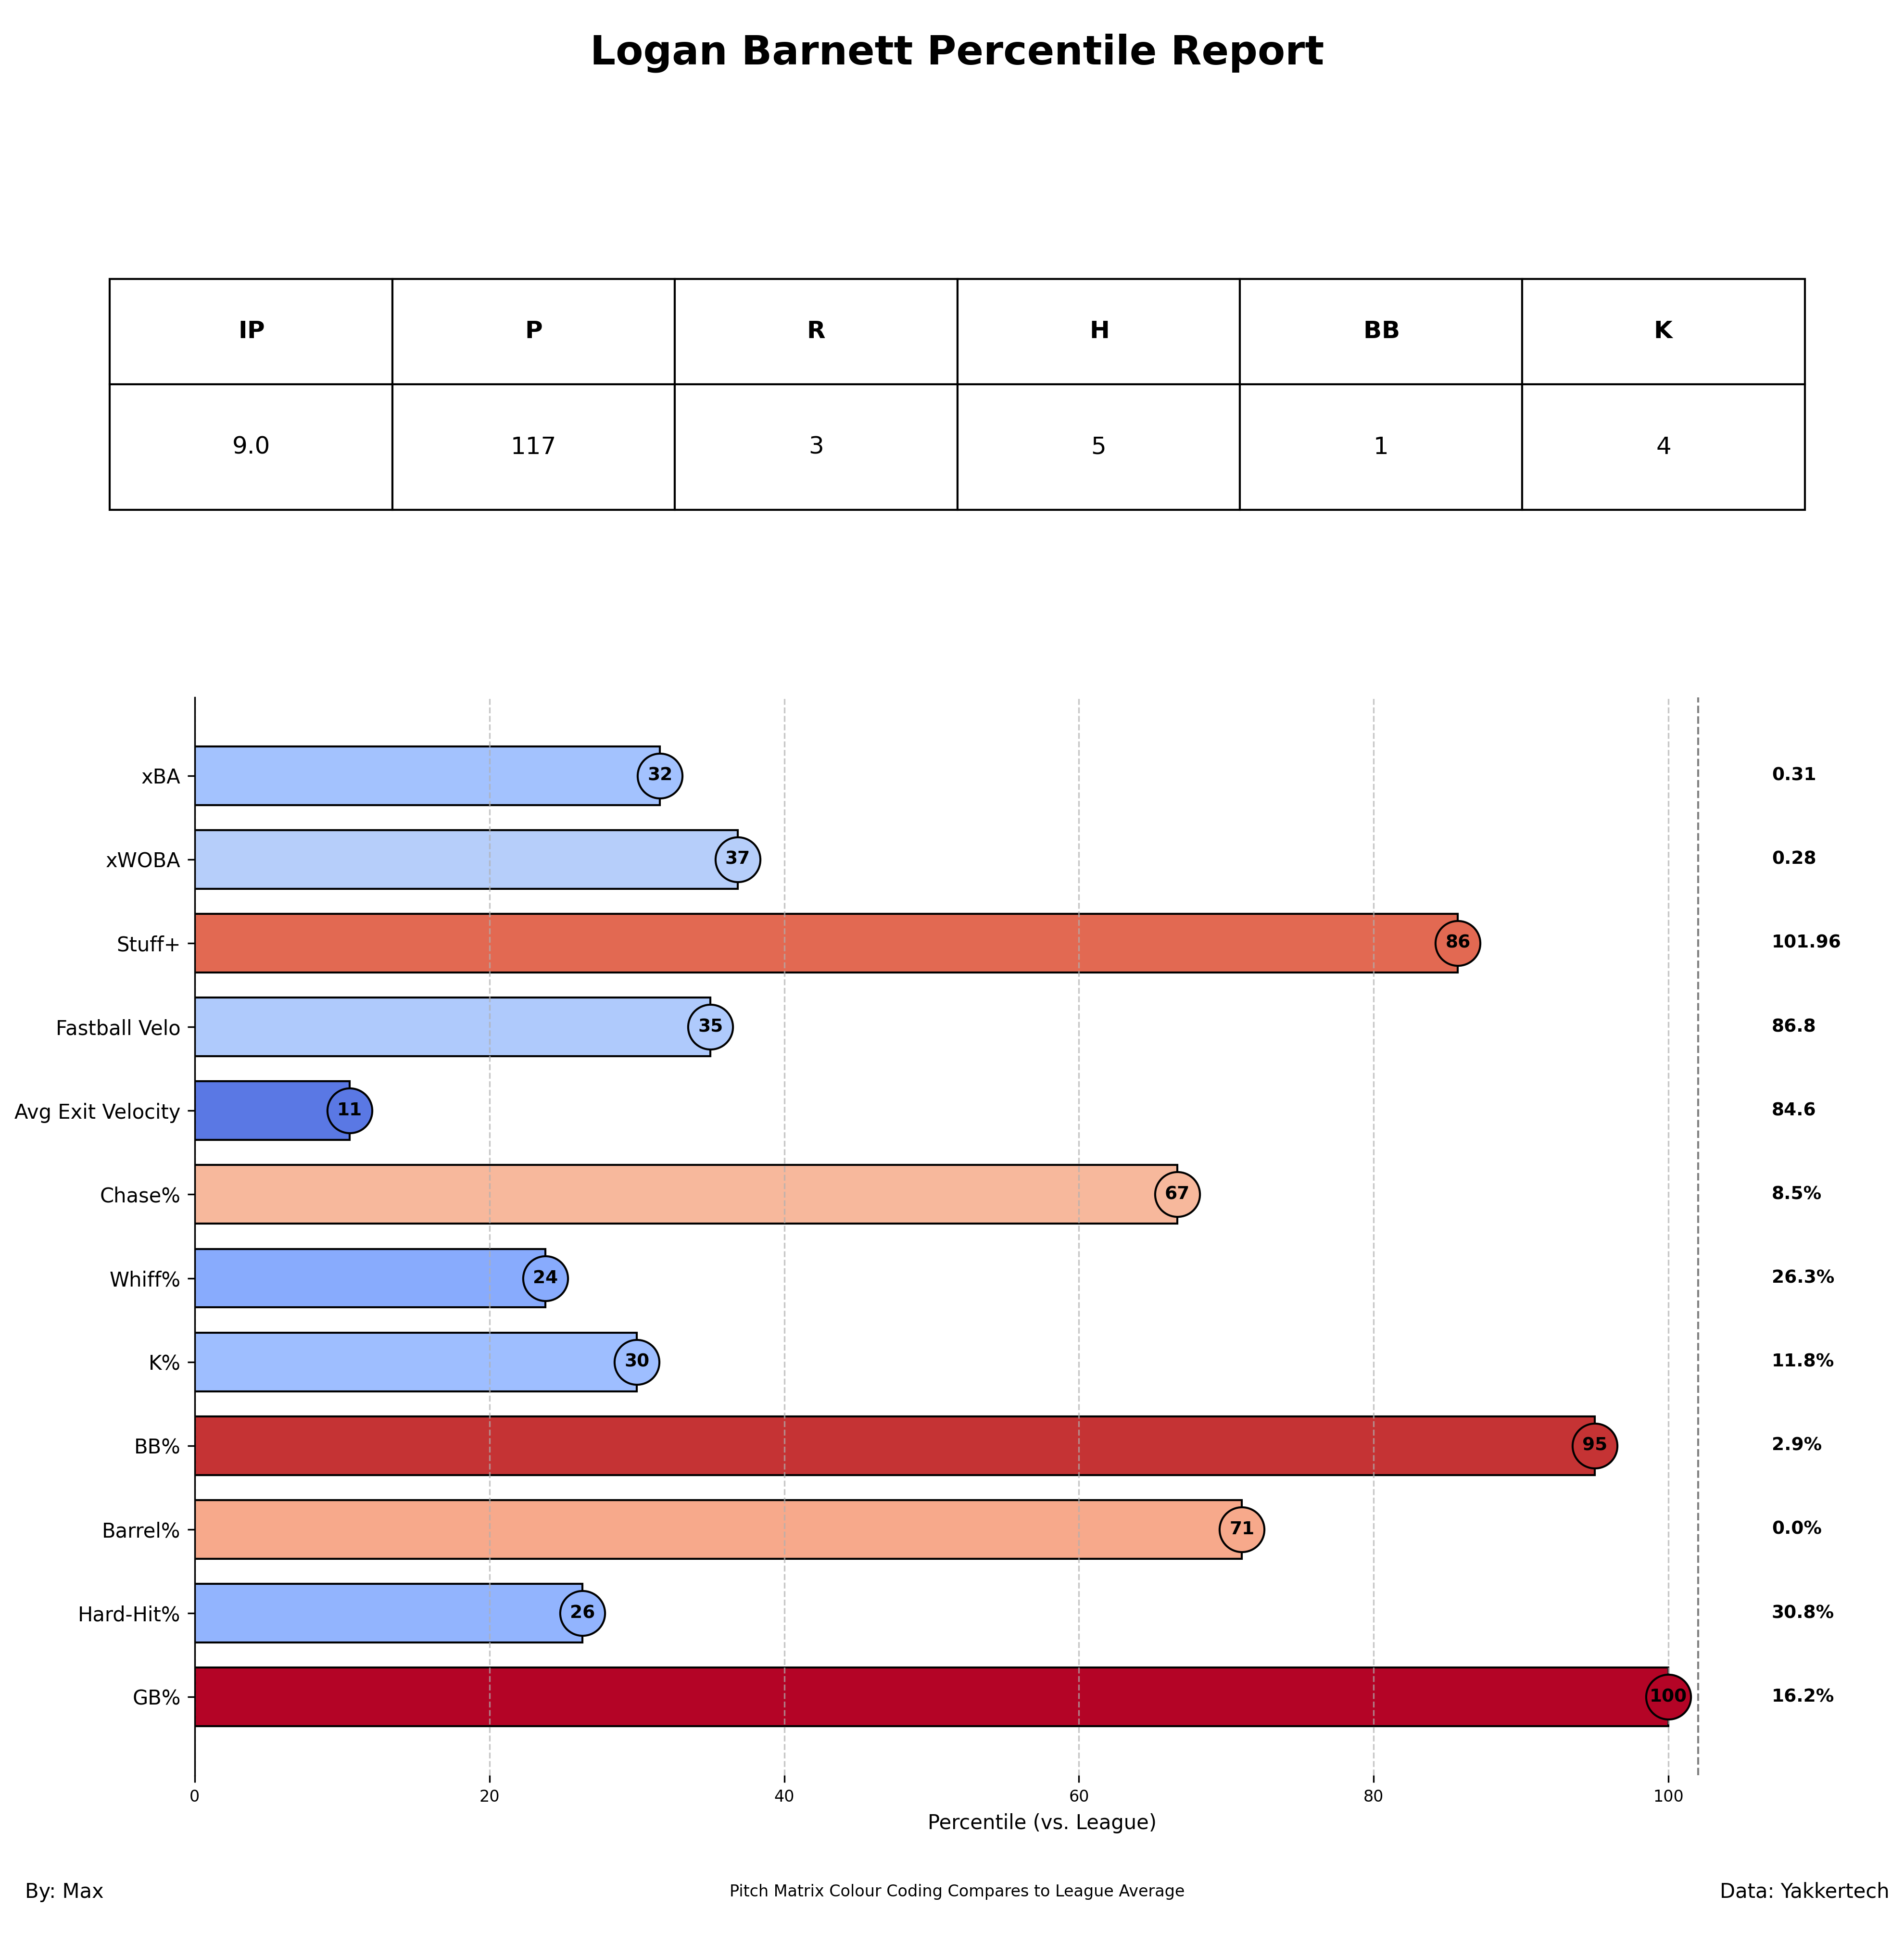 Logan Barnett Percentile Report
IP P R H BB K
9.0 117 3 5 1 4
xBA 32 0.31
xWOBA 37 0.28
Stuff+ 86 101.96
Fastball Velo 35 86.8
Avg Exit Velocity 11 84.6
Chase% 67 8.5%
Whiff% 24 26.3%
K% 30 11.8%
BB% 95 2.9%
Barrel% 71 0.0%
Hard-Hit% 26 30.8%
GB% 100 16.2%
0 20 40 60 80 100
Percentile (vs. League)
By: Max Pitch Matrix Colour Coding Compares to League Average Data: Yakkertech